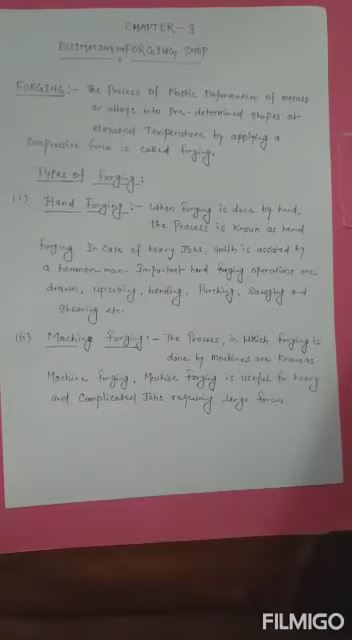 CHAPTER - 9
ESTIMATION IN FORGING SHOP
FORGING :- The Process of Plastic Deformation of metals
or alloys into Pre-determined shapes at
elevated Temperature by applying a
Compressive force is called forging.
Types of forging :
(i) Hand Forging :- When forging is done by hand,
the Process is known as hand
forging In case of heavy Jobs, smith is assisted by
a hammer man. Important hand forging operations are
drawn, upsizing, bending, Punching, swaging and
shearing etc.
(ii) Machine forging :- The Process, in which forging is
done by machines are known as
Machine forging, Machine forging is useful for heavy
and Complicated Jobs requiring large forces
FILMIGO